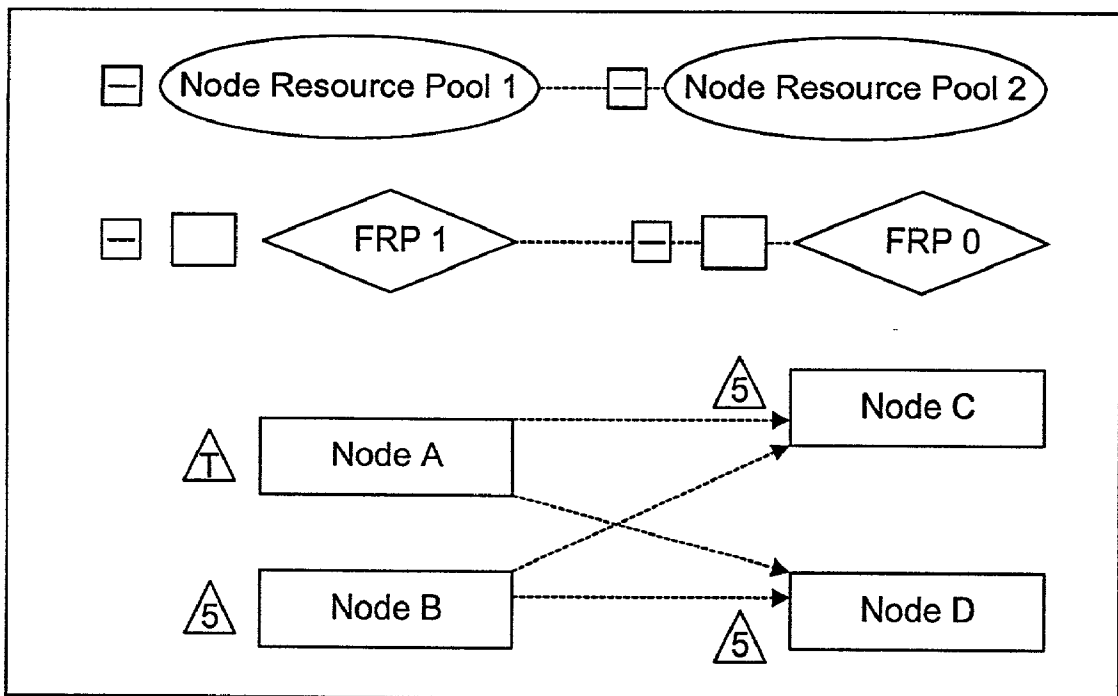 Node Resource Pool 1
Node Resource Pool 2
FRP 1
FRP 0
5
Node C
T
Node A
5
Node B
5
Node D